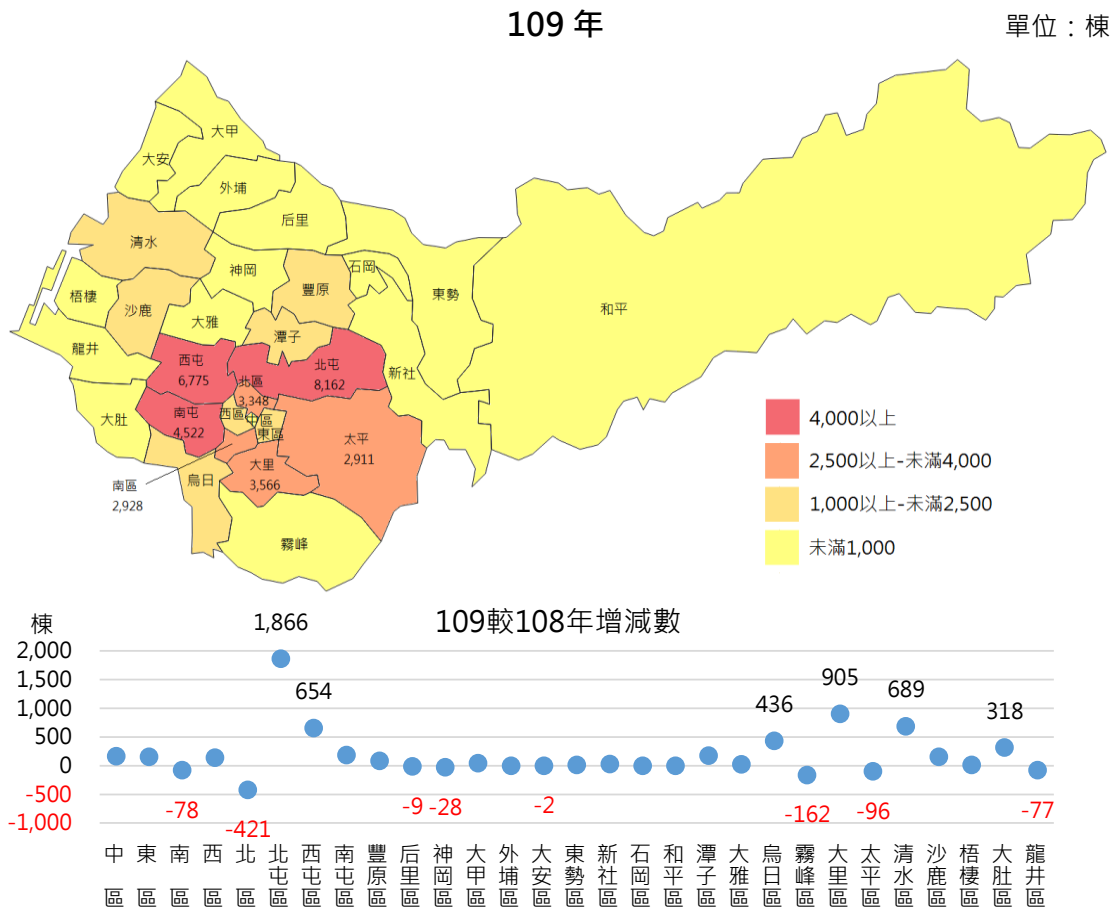 109 年
單位：棟
大甲
大安
外埔
后里
清水
神岡
石岡
豐原
東勢
梧棲
沙鹿
和平
大雅
潭子
龍井
西屯
6,775
北屯
8,162
新社
北區
3,348
大肚
南屯
4,522
西區
中區
東區
太平
2,911
大里
3,566
烏日
南區
2,928
霧峰
4,000以上
2,500以上-未滿4,000
1,000以上-未滿2,500
未滿1,000
109較108年增減數
棟
2,000
1,500
1,000
500
0
-500
-1,000
1,866
654
436
905
689
318
-78
-421
-9
-28
-2
-162
-96
-77
中區
東區
南區
西區
北區
北屯區
西屯區
南屯區
豐原區
后里區
神岡區
大甲區
外埔區
大安區
東勢區
新社區
石岡區
和平區
潭子區
大雅區
烏日區
霧峰區
大里區
太平區
清水區
沙鹿區
梧棲區
大肚區
龍井區